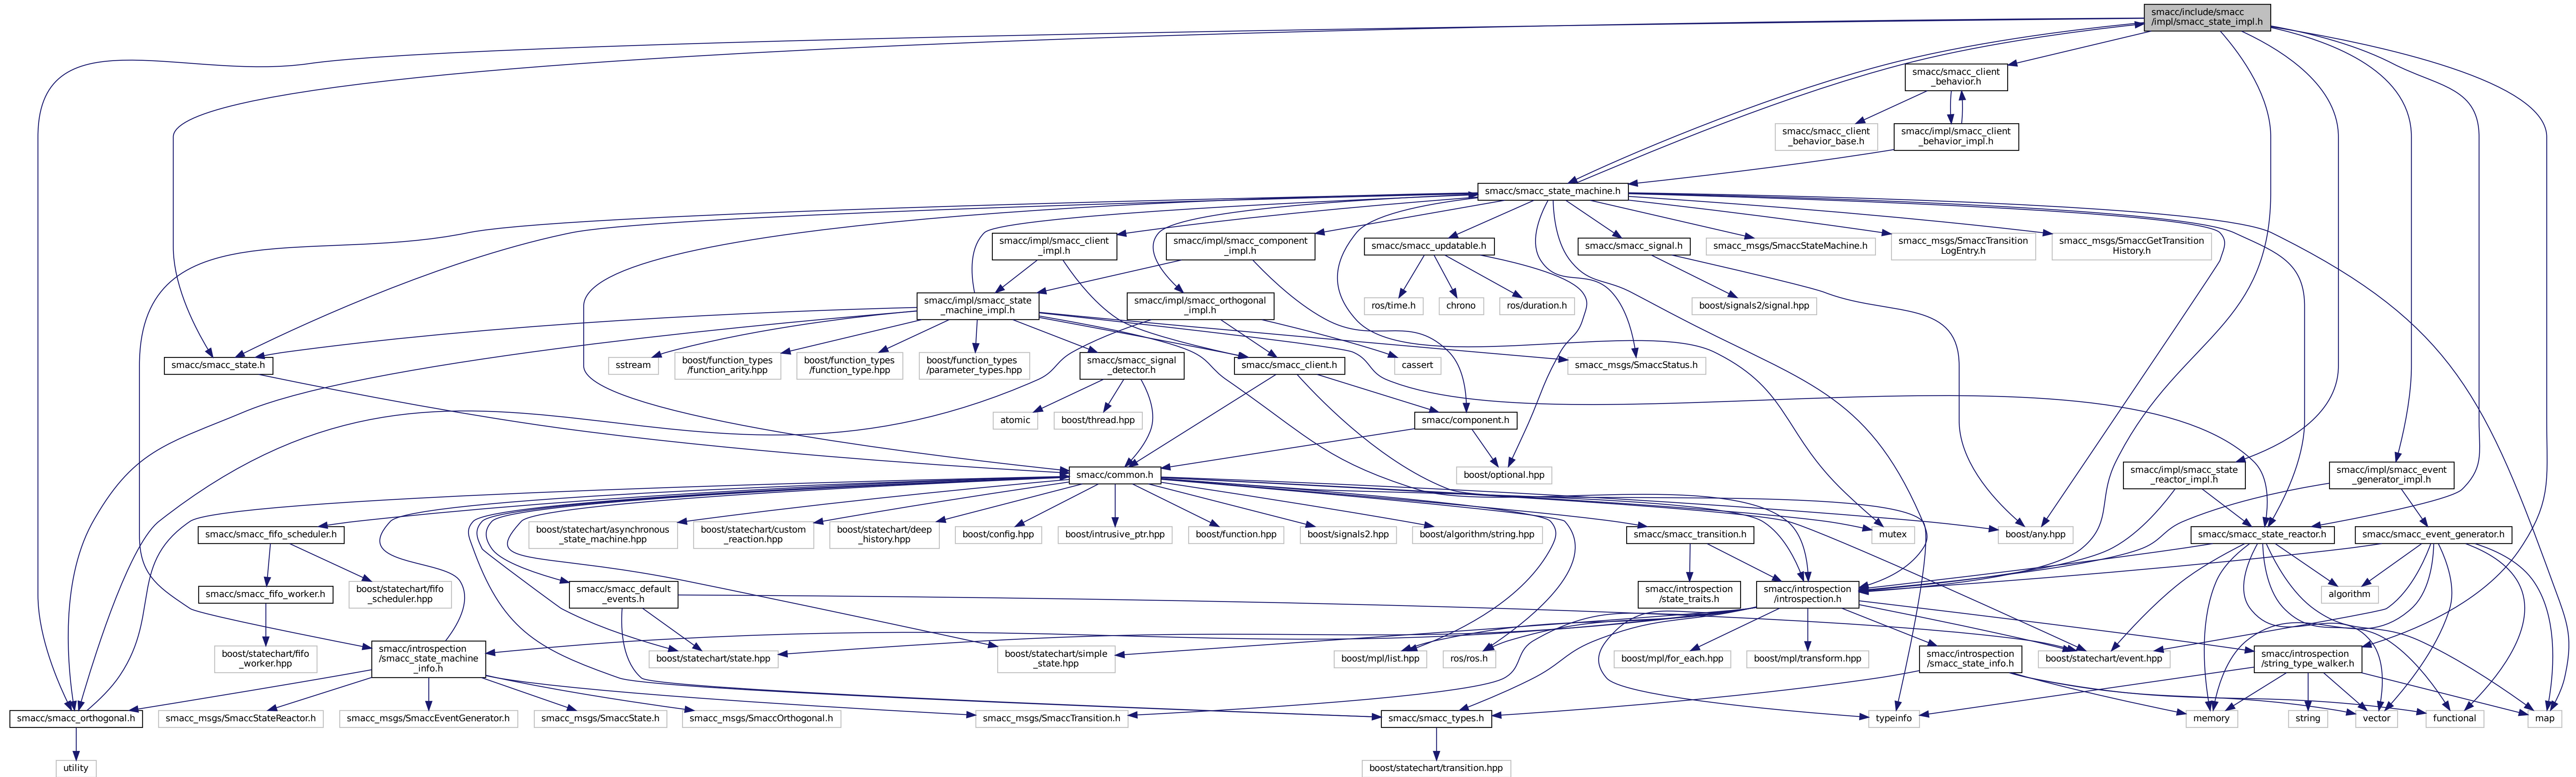 smacc/include/smacc
/impl/smacc_state_impl.h
smacc/smacc_client
_behavior.h
smacc/smacc_client
_behavior_base.h
smacc/impl/smacc_client
_behavior_impl.h
smacc/smacc_state_machine.h
smacc/impl/smacc_client
_impl.h
smacc/impl/smacc_component
_impl.h
smacc/smacc_updatable.h
smacc/smacc_signal.h
smacc_msgs/SmaccStateMachine.h
smacc_msgs/SmaccTransition
LogEntry.h
smacc_msgs/SmaccGetTransition
History.h
smacc/impl/smacc_state
_machine_impl.h
smacc/impl/smacc_orthogonal
_impl.h
ros/time.h
chrono
ros/duration.h
boost/signals2/signal.hpp
smacc/smacc_state.h
sstream
boost/function_types
/function_arity.hpp
boost/function_types
/function_type.hpp
boost/function_types
/parameter_types.hpp
smacc/smacc_signal
_detector.h
smacc/smacc_client.h
cassert
smacc_msgs/SmaccStatus.h
atomic
boost/thread.hpp
smacc/component.h
smacc/common.h
boost/optional.hpp
smacc/impl/smacc_state
_reactor_impl.h
smacc/impl/smacc_event
_generator_impl.h
smacc/smacc_fifo_scheduler.h
boost/statechart/asynchronous
_state_machine.hpp
boost/statechart/custom
_reaction.hpp
boost/statechart/deep
_history.hpp
boost/config.hpp
boost/intrusive_ptr.hpp
boost/function.hpp
boost/signals2.hpp
boost/algorithm/string.hpp
smacc/smacc_transition.h
mutex
boost/any.hpp
smacc/smacc_state_reactor.h
smacc/smacc_event_generator.h
smacc/smacc_fifo_worker.h
boost/statechart/fifo
_scheduler.hpp
smacc/smacc_default
_events.h
smacc/introspection
/state_traits.h
smacc/introspection
/introspection.h
algorithm
boost/statechart/fifo
_worker.hpp
smacc/introspection
/smacc_state_machine
_info.h
boost/statechart/state.hpp
boost/statechart/simple
_state.hpp
boost/mpl/list.hpp
ros/ros.h
boost/mpl/for_each.hpp
boost/mpl/transform.hpp
smacc/introspection
/smacc_state_info.h
boost/statechart/event.hpp
smacc/introspection
/string_type_walker.h
smacc/smacc_orthogonal.h
smacc_msgs/SmaccStateReactor.h
smacc_msgs/SmaccEventGenerator.h
smacc_msgs/SmaccState.h
smacc_msgs/SmaccOrthogonal.h
smacc_msgs/SmaccTransition.h
smacc/smacc_types.h
typeinfo
memory
string
vector
functional
map
utility
boost/statechart/transition.hpp